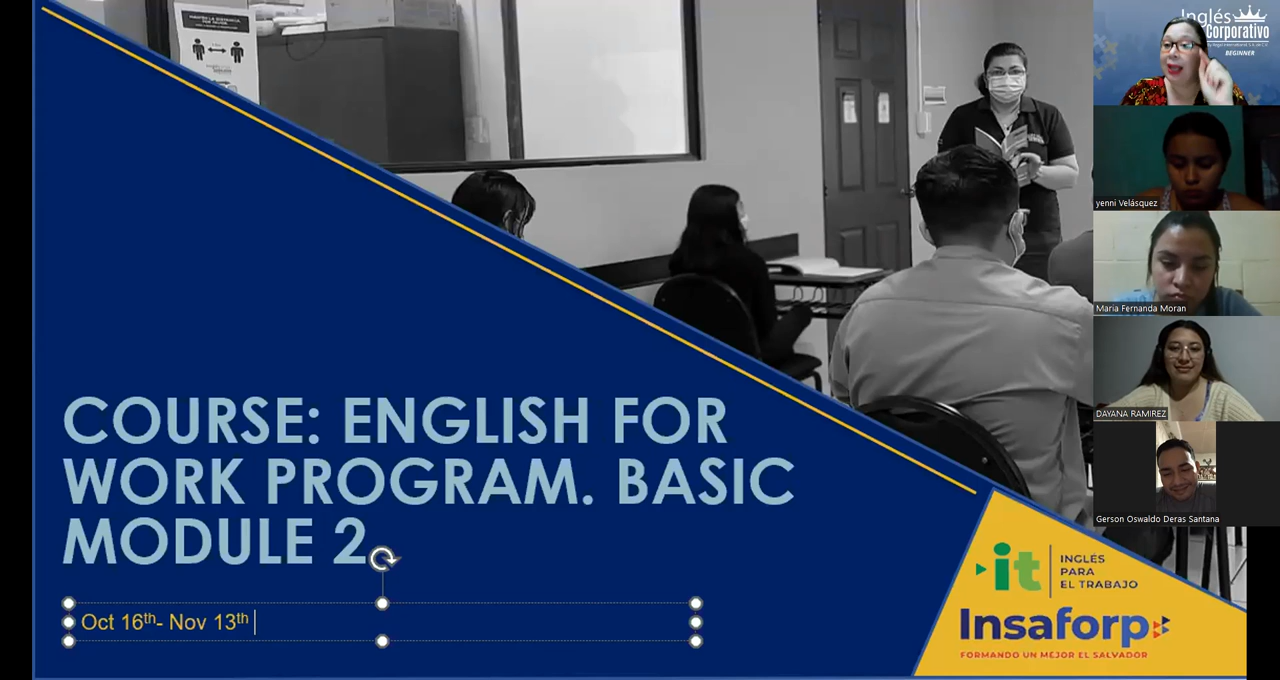 COURSE: ENGLISH FOR
WORK PROGRAM. BASIC
MODULE 2
Oct 16th- Nov 13th
it
INGLÉS
PARA
EL TRABAJO
Insaforp
FORMANDO UN MEJOR EL SALVADOR
Inglés
Corporativo
BEGINNER
yenni Velásquez
Maria Fernanda Moran
DAYANA RAMIREZ
Gerson Oswaldo Deras Santana